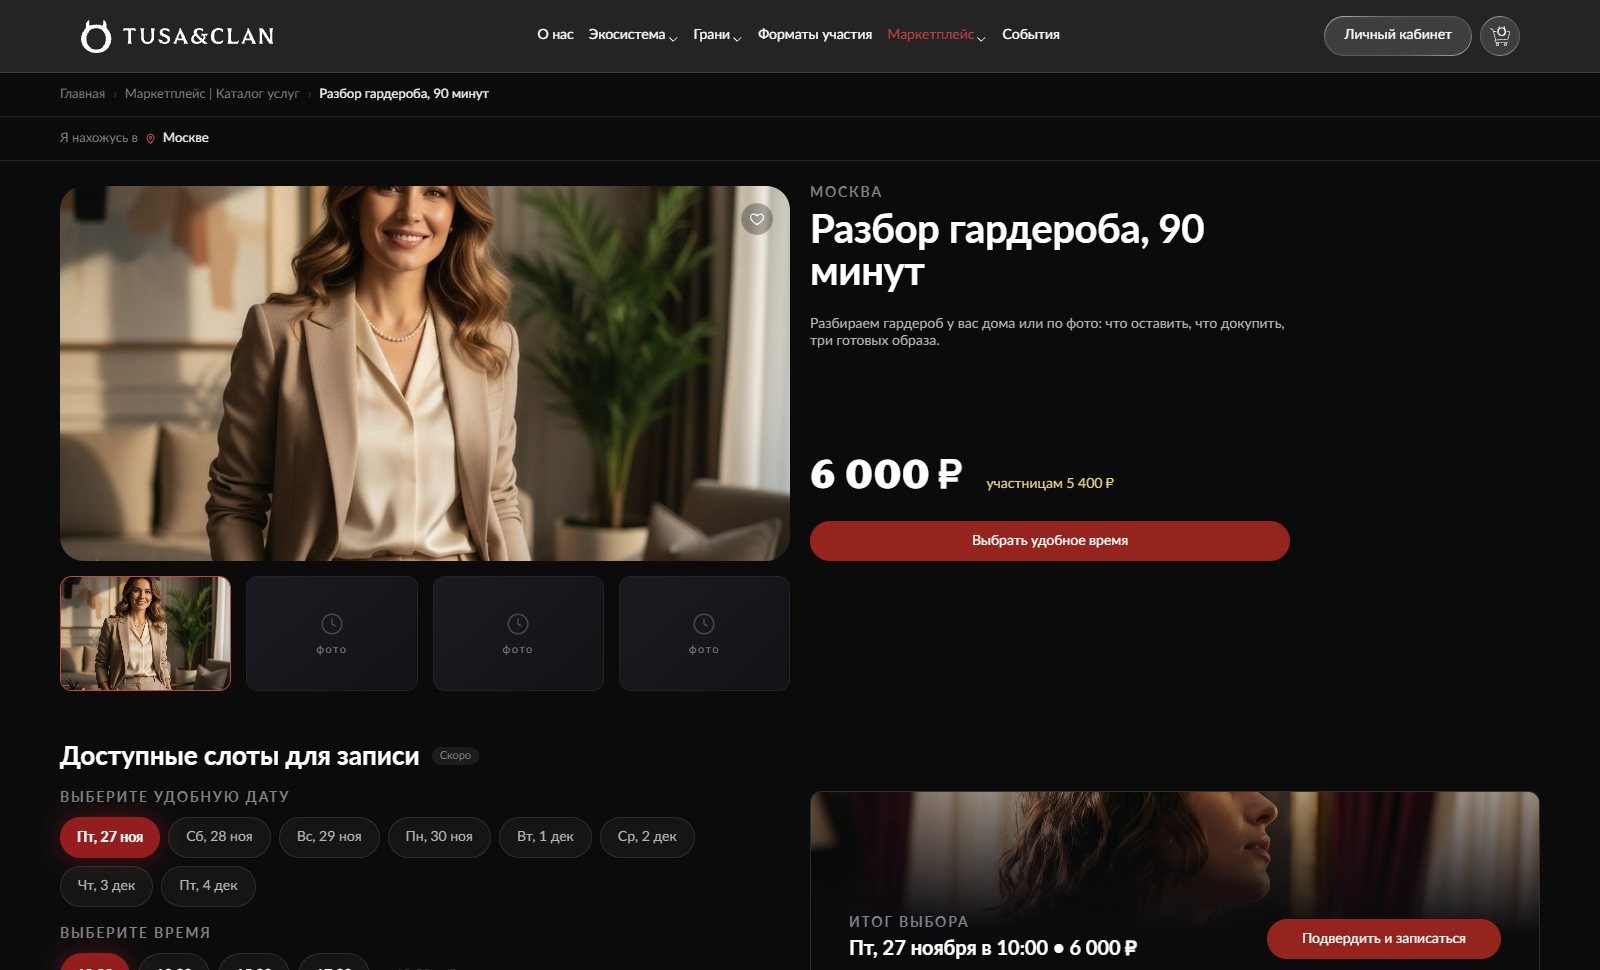 TUSA&CLAN
О нас Экосистема Грани Форматы участия Маркетплейс События
Личный кабинет
Главная › Маркетплейс | Каталог услуг › Разбор гардероба, 90 минут
Я нахожусь в Москве
МОСКВА
Разбор гардероба, 90
минут
Разбираем гардероб у вас дома или по фото: что оставить, что докупить,
три готовых образа.
6 000 ₽ участницам 5 400 ₽
Выбрать удобное время
фото фото фото
Доступные слоты для записи Скоро
ВЫБЕРИТЕ УДОБНУЮ ДАТУ
Пт, 27 ноя Сб, 28 ноя Вс, 29 ноя Пн, 30 ноя Вт, 1 дек Ср, 2 дек
Чт, 3 дек Пт, 4 дек
ВЫБЕРИТЕ ВРЕМЯ
ИТОГ ВЫБОРА
Пт, 27 ноября в 10:00 • 6 000 ₽
Подвердить и записаться